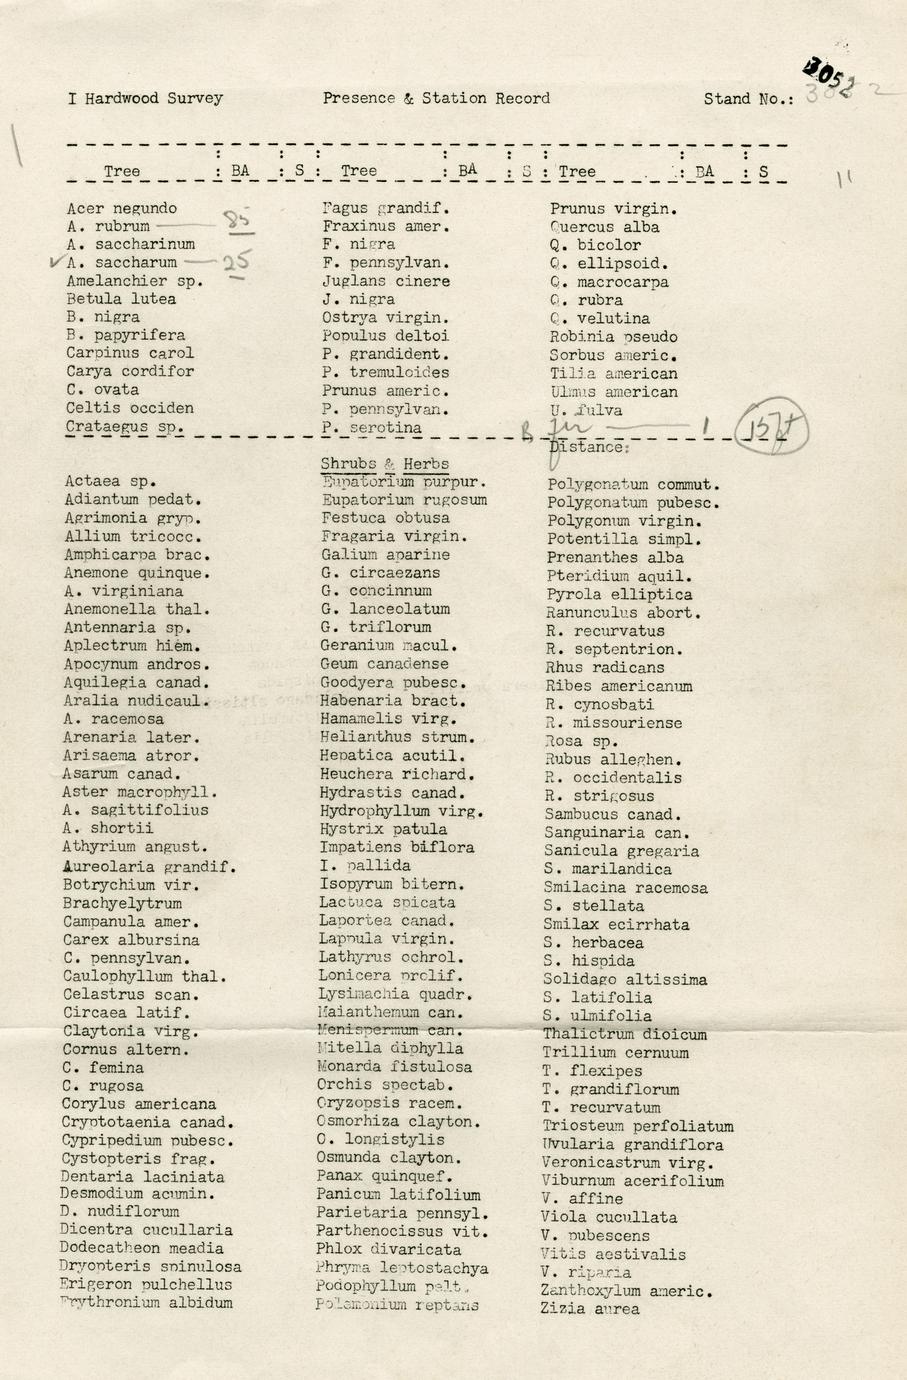 3052
I Hardwood Survey Presence & Station Record Stand No.: 3052
Tree : BA : S : Tree : BA : S : Tree : BA : S
Acer negundo
A. rubrum 85
A. saccharinum
✓A. saccharum 25
Amelanchier sp.
Betula lutea
B. nigra
B. papyrifera
Carpinus carol
Carya cordifor
C. ovata
Celtis occiden
Crataegus sp.
Fagus grandif.
Fraxinus amer.
F. nigra
F. pennsylvan.
Juglans cinere
J. nigra
Ostrya virgin.
Populus deltoi
P. grandident.
P. tremuloides
Prunus americ.
P. pennsylvan.
P. serotina
Prunus virgin.
Quercus alba
Q. bicolor
Q. ellipsoid.
Q. macrocarpa
Q. rubra
Q. velutina
Robinia pseudo
Sorbus americ.
Tilia american
Ulmus american
U. fulva
B 1 157
Distance:
Shrubs & Herbs
Actaea sp.
Adiantum pedat.
Agrimonia gryp.
Allium tricocc.
Amphicarpa brac.
Anemone quinque.
A. virginiana
Anemonella thal.
Antennaria sp.
Aplectrum hiem.
Apocynum andros.
Aquilegia canad.
Aralia nudicaul.
A. racemosa
Arenaria later.
Arisaema atror.
Asarum canad.
Aster macrophyll.
A. sagittifolius
A. shortii
Athyrium angust.
Aureolaria grandif.
Botrychium vir.
Brachyelytrum
Campanula amer.
Carex albursina
C. pennsylvan.
Caulophyllum thal.
Celastrus scan.
Circaea latif.
Claytonia virg.
Cornus altern.
C. femina
C. rugosa
Corylus americana
Cryptotaenia canad.
Cypripedium pubesc.
Cystopteris frag.
Dentaria laciniata
Desmodium acumin.
D. nudiflorum
Dicentra cucullaria
Dodecatheon meadia
Dryopteris spinulosa
Erigeron pulchellus
Erythronium albidum
Eupatorium purpur.
Eupatorium rugosum
Festuca obtusa
Fragaria virgin.
Galium aparine
G. circaezans
G. concinnum
G. lanceolatum
G. triflorum
Geranium macul.
Geum canadense
Goodyera pubesc.
Habenaria bract.
Hamamelis virg.
Helianthus strum.
Hepatica acutil.
Heuchera richard.
Hydrastis canad.
Hydrophyllum virg.
Hystrix patula
Impatiens biflora
I. pallida
Isopyrum bitern.
Lactuca spicata
Laportea canad.
Lappula virgin.
Lathyrus ochrol.
Lonicera prolif.
Lysimachia quadr.
Maianthemum can.
Menispermum can.
Mitella diphylla
Monarda fistulosa
Orchis spectab.
Oryzopsis racem.
Osmorhiza clayton.
O. longistylis
Osmunda clayton.
Panax quinquef.
Panicum latifolium
Parietaria pennsyl.
Parthenocissus vit.
Phlox divaricata
Phryma leptostachya
Podophyllum pelt.
Polemonium reptans
Polygonatum commut.
Polygonatum pubesc.
Polygonum virgin.
Potentilla simpl.
Prenanthes alba
Pteridium aquil.
Pyrola elliptica
Ranunculus abort.
R. recurvatus
R. septentrion.
Rhus radicans
Ribes americanum
R. cynosbati
R. missouriense
Rosa sp.
Rubus alleghen.
R. occidentalis
R. strigosus
Sambucus canad.
Sanguinaria can.
Sanicula gregaria
S. marilandica
Smilacina racemosa
S. stellata
Smilax ecirrhata
S. herbacea
S. hispida
Solidago altissima
S. latifolia
S. ulmifolia
Thalictrum dioicum
Trillium cernuum
T. flexipes
T. grandiflorum
T. recurvatum
Triosteum perfoliatum
Uvularia grandiflora
Veronicastrum virg.
Viburnum acerifolium
V. affine
Viola cucullata
V. pubescens
Vitis aestivalis
V. riparia
Zanthoxylum americ.
Zizia aurea